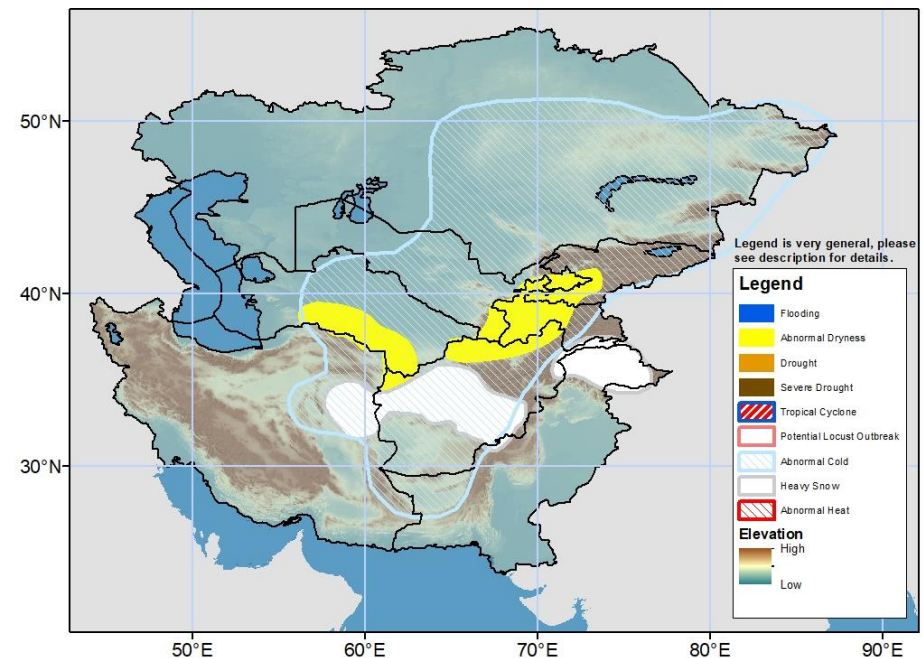 50°N
40°N
30°N
50°E
60°E
70°E
80°E
90°E
Legend is very general, please
see description for details.
Legend
Flooding
Abnormal Dryness
Drought
Severe Drought
Tropical Cyclone
Potential Locust Outbreak
Abnormal Cold
Heavy Snow
Abnormal Heat
Elevation
High
Low